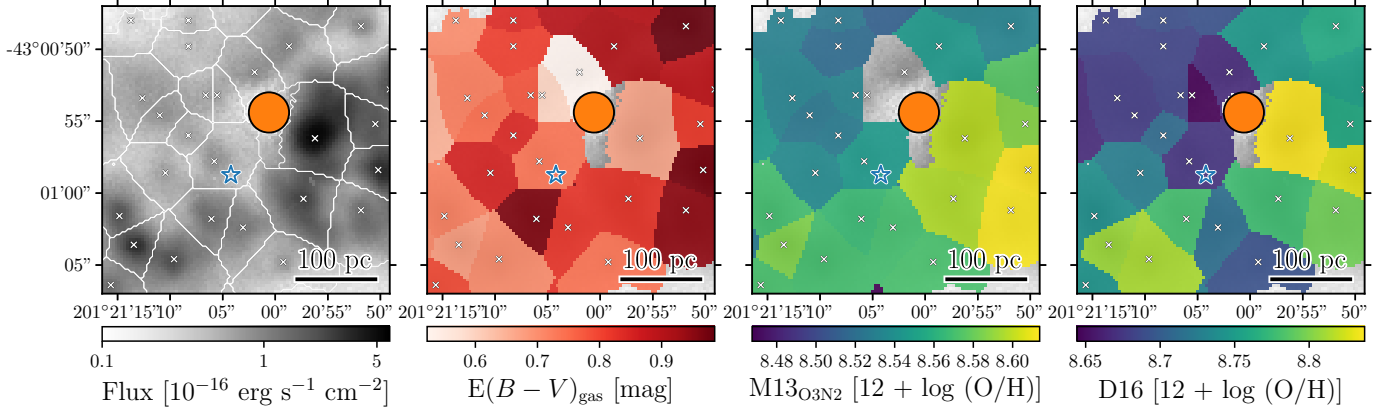 -43°00'50"
55"
01'00"
05"
100 pc
100 pc
100 pc
100 pc
201°21'15" 10" 05" 00" 20'55"
201°21'15" 10" 05" 00" 20'55"
201°21'15" 10" 05" 00" 20'55"
201°21'15" 10" 05" 00" 20'55"
0.1 1 5
0.6 0.7 0.8 0.9
8.48 8.50 8.52 8.54 8.56 8.58 8.60
8.65 8.7 8.75 8.8
Flux [10⁻¹⁶ erg s⁻¹ cm⁻²]
E(B − V)gas [mag]
M13O3N2 [12 + log (O/H)]
D16 [12 + log (O/H)]